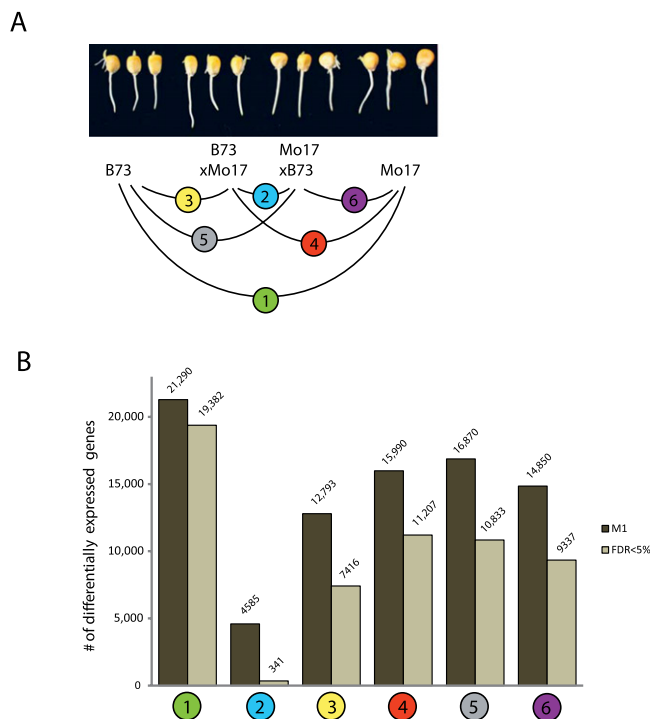 A
B73
B73
xMo17
Mo17
xB73
Mo17
3
2
6
5
4
1
B
# of differentially expressed genes
20,000
15,000
10,000
5,000
0
21,290
19,382
4585
341
12,793
7416
15,990
11,207
16,870
10,833
14,850
9337
M1
FDR<5%
1
2
3
4
5
6